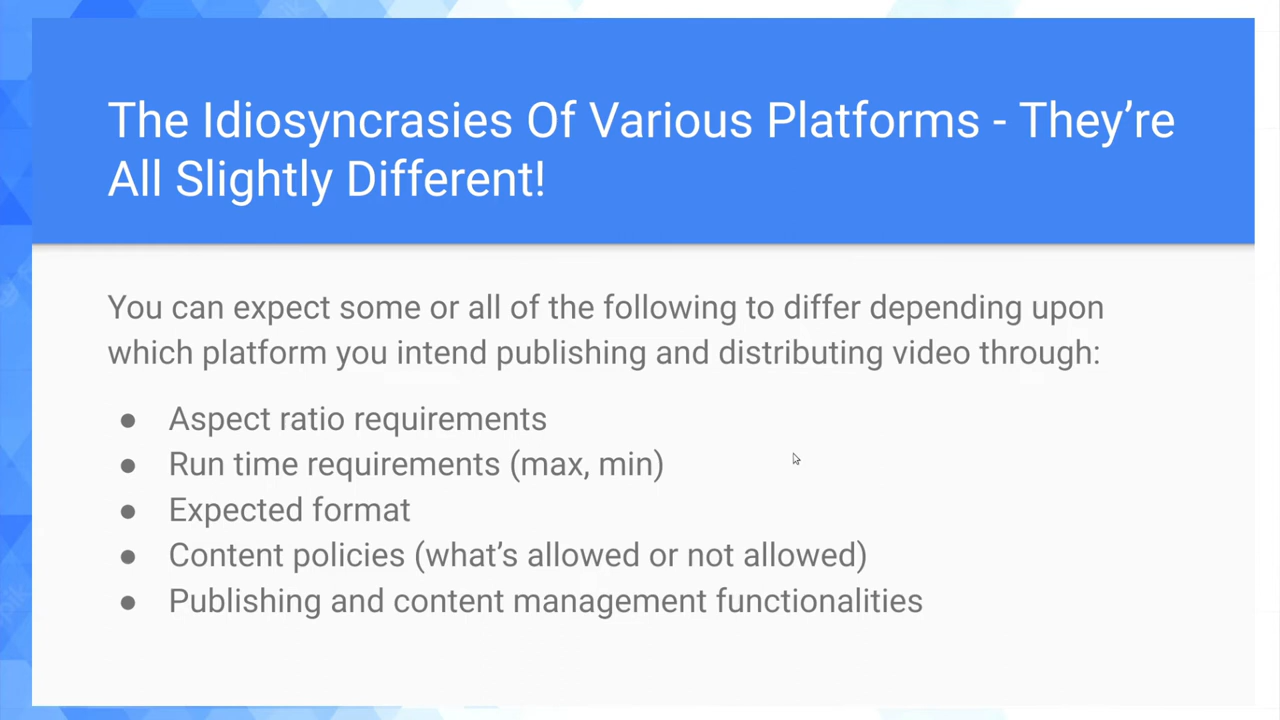 The Idiosyncrasies Of Various Platforms - They’re
All Slightly Different!
You can expect some or all of the following to differ depending upon
which platform you intend publishing and distributing video through:
● Aspect ratio requirements
● Run time requirements (max, min)
● Expected format
● Content policies (what’s allowed or not allowed)
● Publishing and content management functionalities